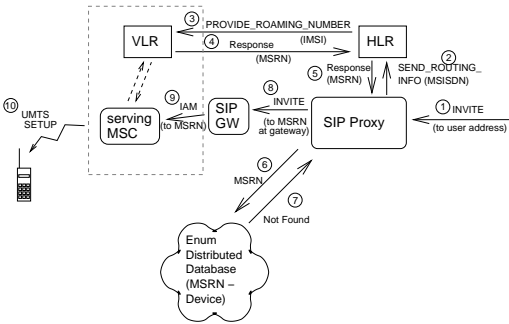 3 PROVIDE_ROAMING_NUMBER
(IMSI)
VLR
4 Response
(MSRN)
HLR
2
SEND_ROUTING_
INFO (MSISDN)
5 Response
(MSRN)
8
INVITE
(to MSRN
at gateway)
1 INVITE
(to user address)
9
IAM
(to MSRN)
SIP
GW
SIP Proxy
serving
MSC
10 UMTS
SETUP
6
MSRN
7
Not Found
Enum
Distributed
Database
(MSRN –
Device)